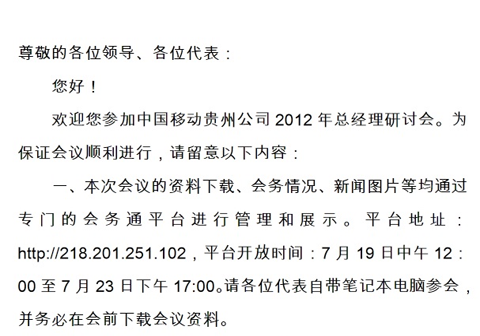 尊敬的各位领导、各位代表：
您好！
欢迎您参加中国移动贵州公司 2012 年总经理研讨会。为
保证会议顺利进行，请留意以下内容：
一、本次会议的资料下载、会务情况、新闻图片等均通过
专门的会务通平台进行管理和展示。平台地址：
http://218.201.251.102，平台开放时间：7 月 19 日中午 12：
00 至 7 月 23 日下午 17:00。请各位代表自带笔记本电脑参会，
并务必在会前下载会议资料。